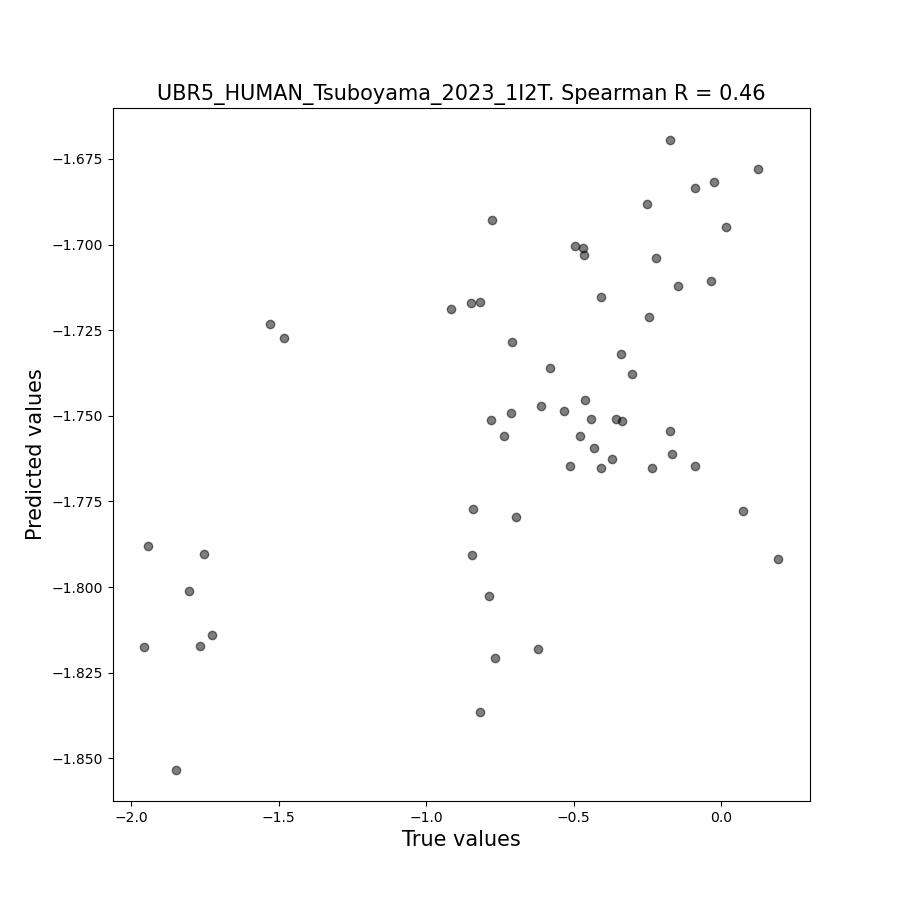 UBR5_HUMAN_Tsuboyama_2023_1I2T. Spearman R = 0.46
−1.675
−1.700
−1.725
−1.750
−1.775
−1.800
−1.825
−1.850
Predicted values
−2.0 −1.5 −1.0 −0.5 0.0
True values